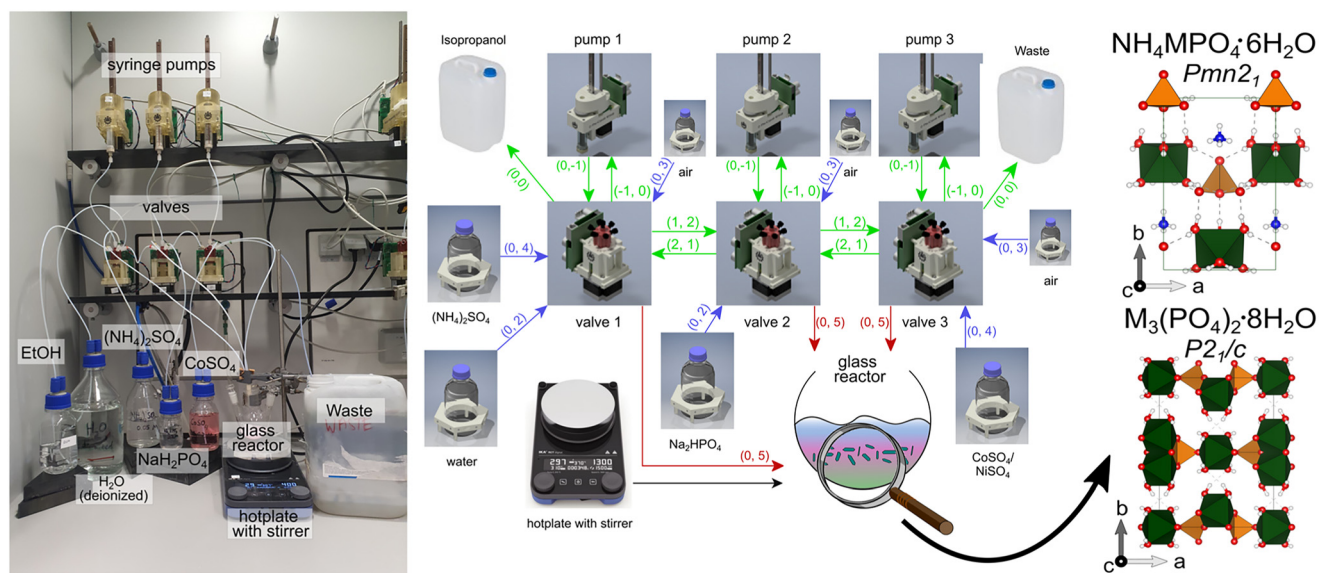 syringe pumps
valves
(NH₄)₂SO₄
EtOH
CoSO₄
Waste
WASTE
H₂O
glass
reactor
NaH₂PO₄
H₂O
(deionized)
hotplate
with stirrer
Isopropanol
pump 1
pump 2
pump 3
Waste
air
air
(0,0)
(0,-1)
(-1, 0)
(0, 3)
(0,-1)
(-1, 0)
(0, 3)
(0,-1)
(-1, 0)
(0, 0)
(0, 4)
(1, 2)
(2, 1)
(1, 2)
(2, 1)
(0, 3)
air
(NH₄)₂SO₄
(0, 2)
valve 1
(0, 2)
valve 2
(0, 5)
(0, 5)
valve 3
(0, 4)
glass
reactor
water
Na₂HPO₄
CoSO₄/
NiSO₄
(0, 5)
hotplate with stirrer
NH₄MPO₄·6H₂O
Pmn2₁
b
c
a
M₃(PO₄)₂·8H₂O
P2₁/c
b
c
a